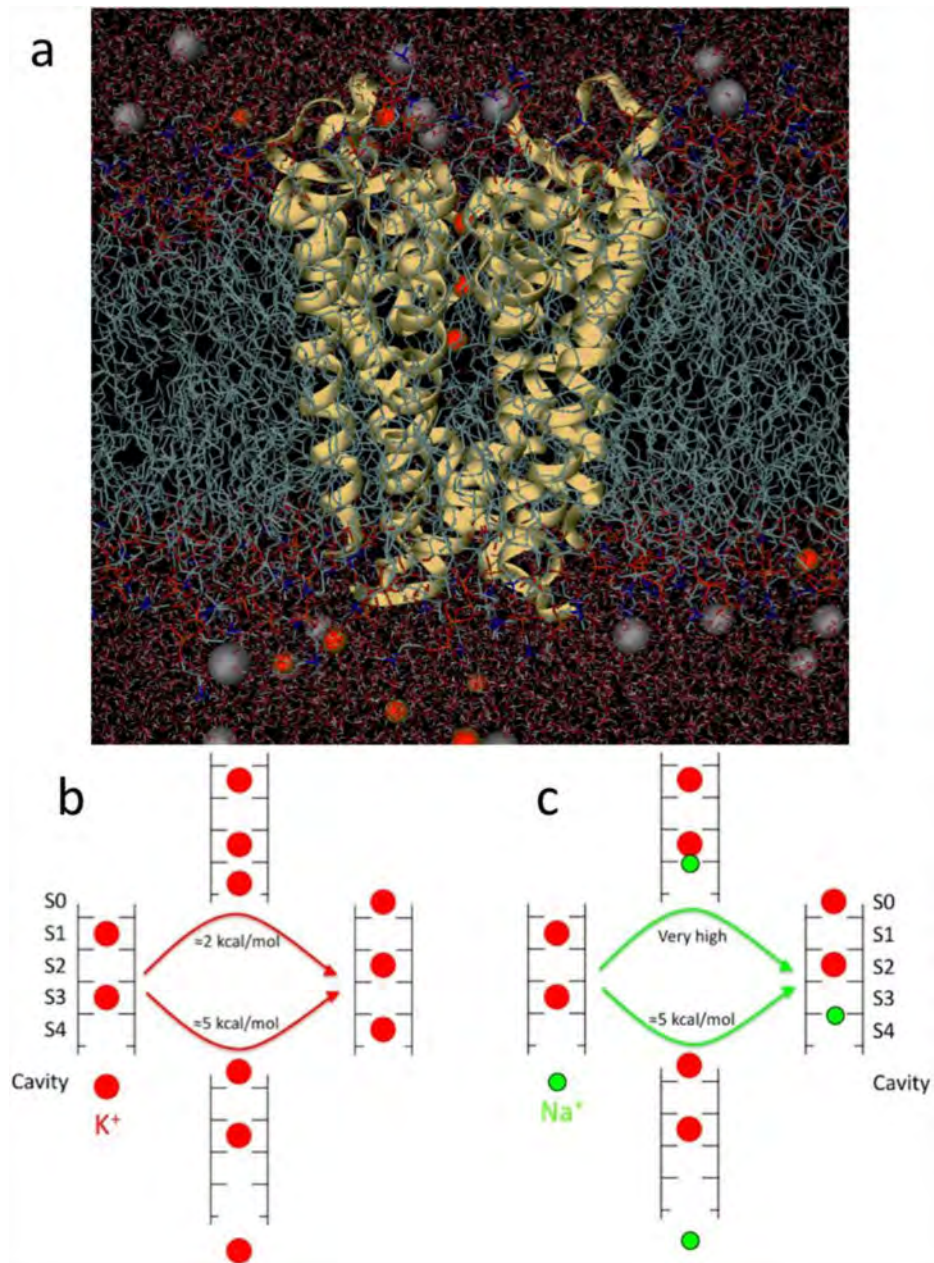 a
b
c
S0
S1
S2
S3
S4
Cavity
K⁺
≈2 kcal/mol
≈5 kcal/mol
Na⁺
Very high
≈5 kcal/mol
S0
S1
S2
S3
S4
Cavity